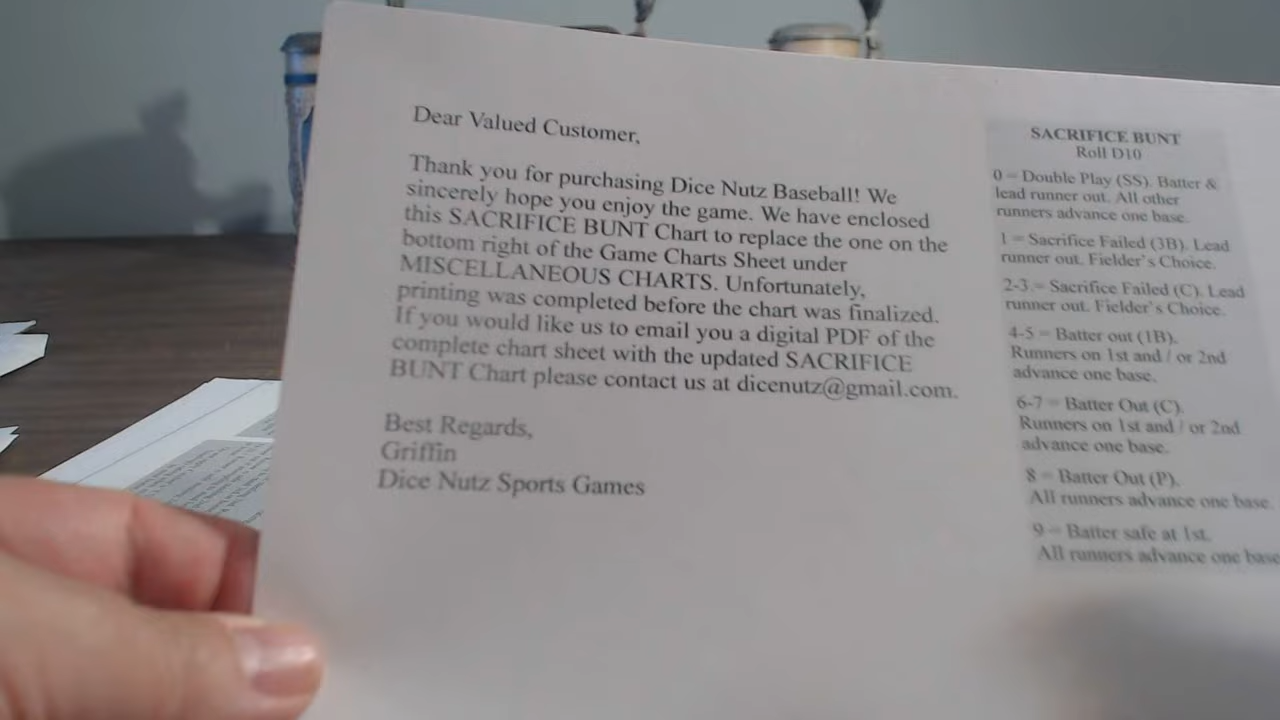 Dear Valued Customer,
Thank you for purchasing Dice Nutz Baseball! We
sincerely hope you enjoy the game. We have enclosed
this SACRIFICE BUNT Chart to replace the one on the
bottom right of the Game Charts Sheet under
MISCELLANEOUS CHARTS. Unfortunately,
printing was completed before the chart was finalized.
If you would like us to email you a digital PDF of the
complete chart sheet with the updated SACRIFICE
BUNT Chart please contact us at dicenutz@gmail.com.
Best Regards,
Griffin
Dice Nutz Sports Games
SACRIFICE BUNT
Roll D10
0 = Double Play (SS). Batter &
lead runner out. All other
runners advance one base.
1 = Sacrifice Failed (3B). Lead
runner out. Fielder's Choice.
2-3 = Sacrifice Failed (C). Lead
runner out. Fielder's Choice.
4-5 = Batter out (1B).
Runners on 1st and / or 2nd
advance one base.
6-7 = Batter Out (C).
Runners on 1st and / or 2nd
advance one base.
8 = Batter Out (P).
All runners advance one base.
9 = Batter safe at 1st.
All runners advance one base